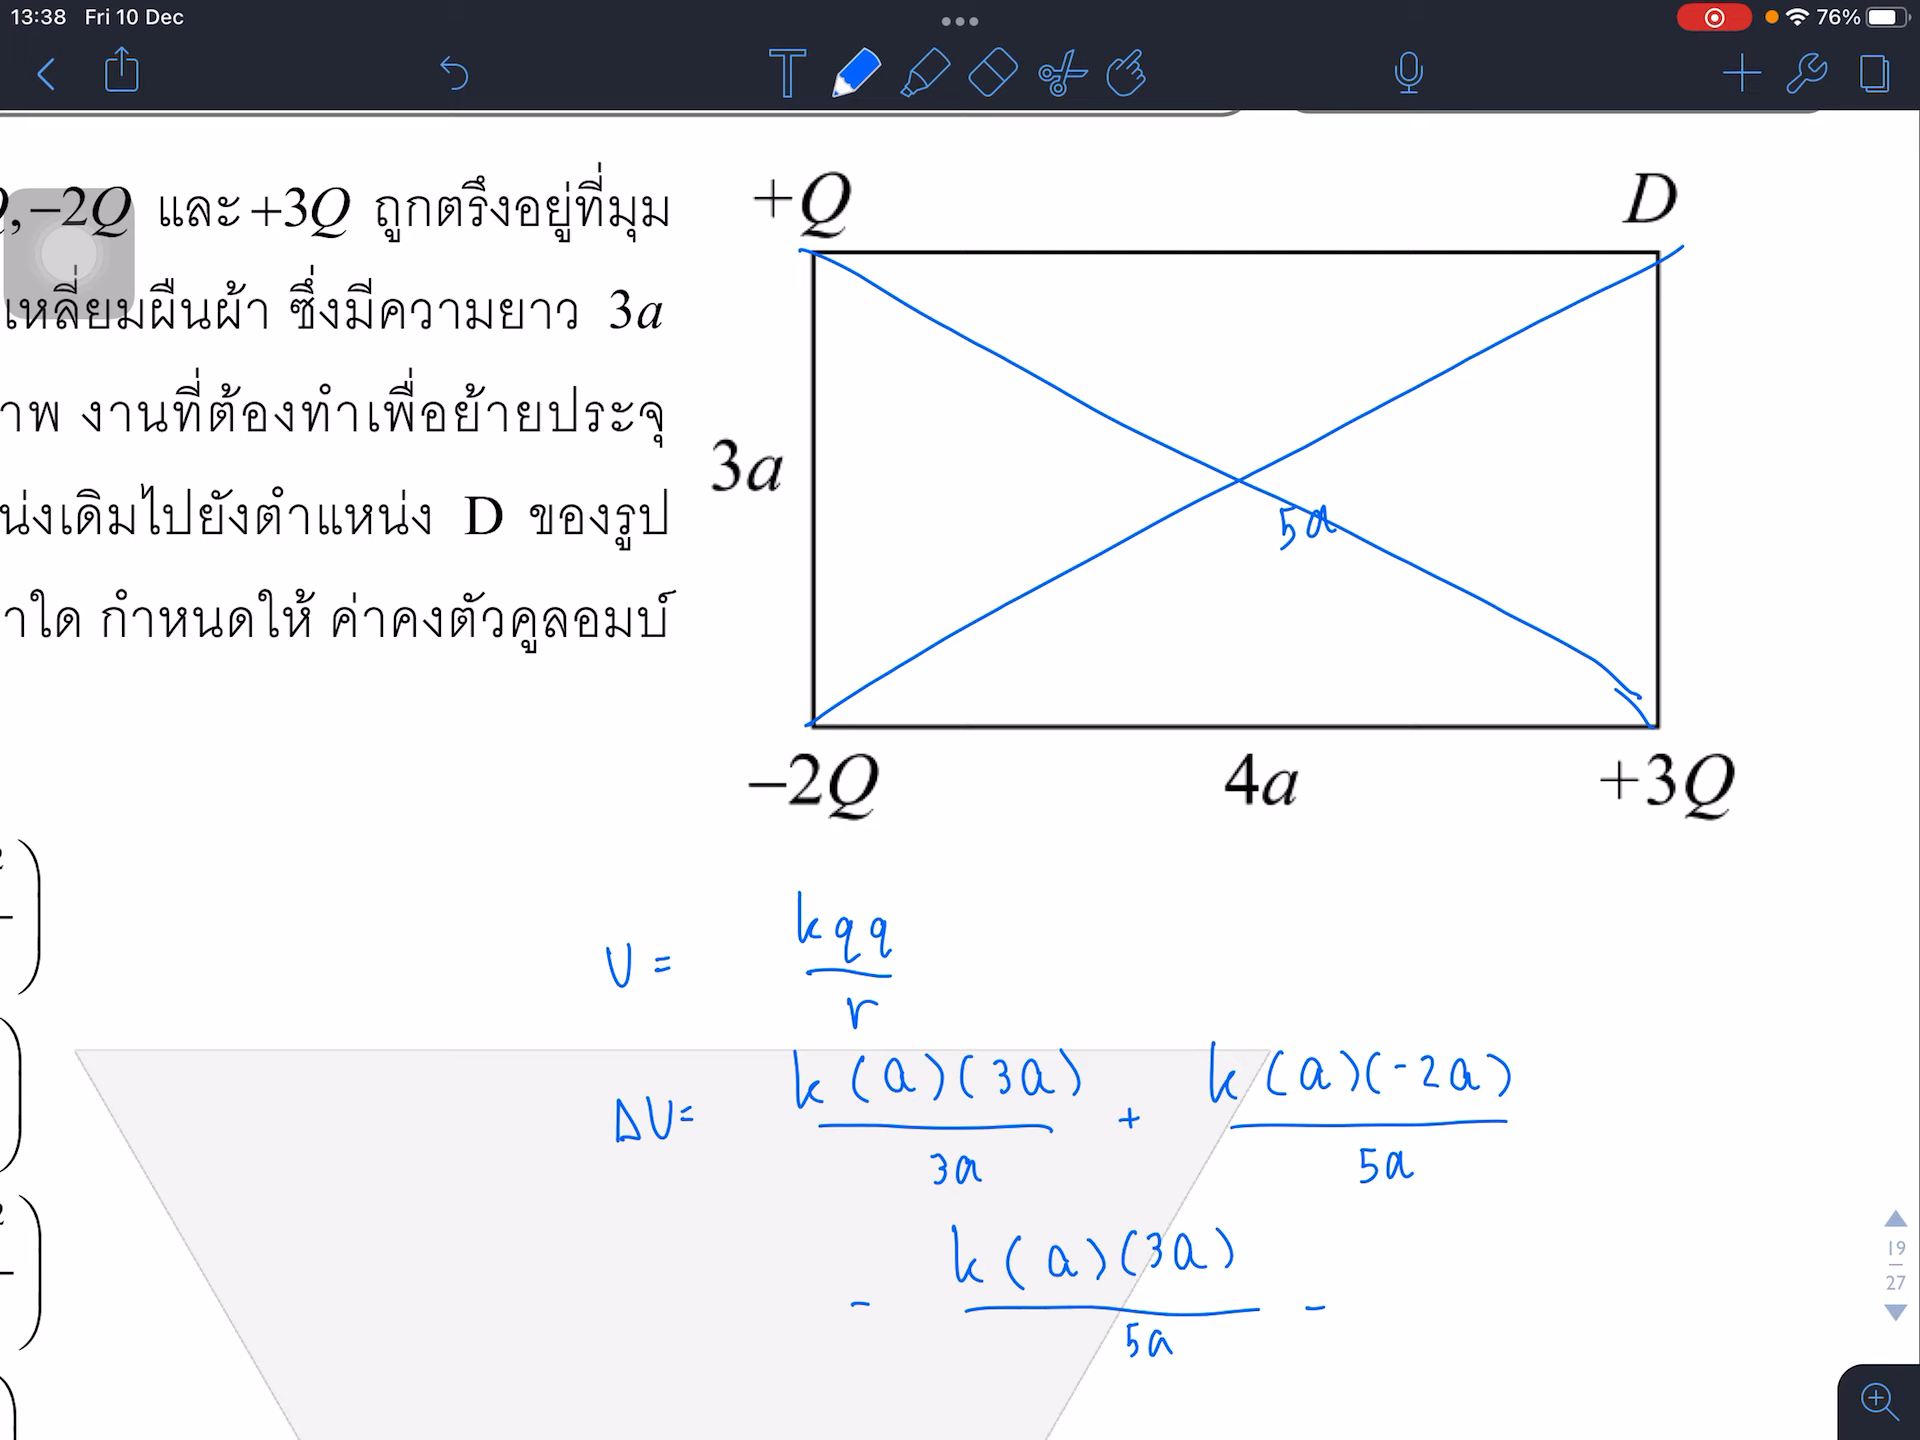 13:38 Fri 10 Dec
76%
, −2Q และ +3Q ถูกตรึงอยู่ที่มุม
เหลี่ยมผืนผ้า ซึ่งมีความยาว 3a
าพ งานที่ต้องทำเพื่อย้ายประจุ
น่งเดิมไปยังตำแหน่ง D ของรูป
าใด กำหนดให้ ค่าคงตัวคูลอมบ์
+Q D
3a
5a
−2Q 4a +3Q
U = kqq / r
ΔU = k(a)(3a) / 3a + k(a)(-2a) / 5a
- k(a)(3a) / 5a -
19
27